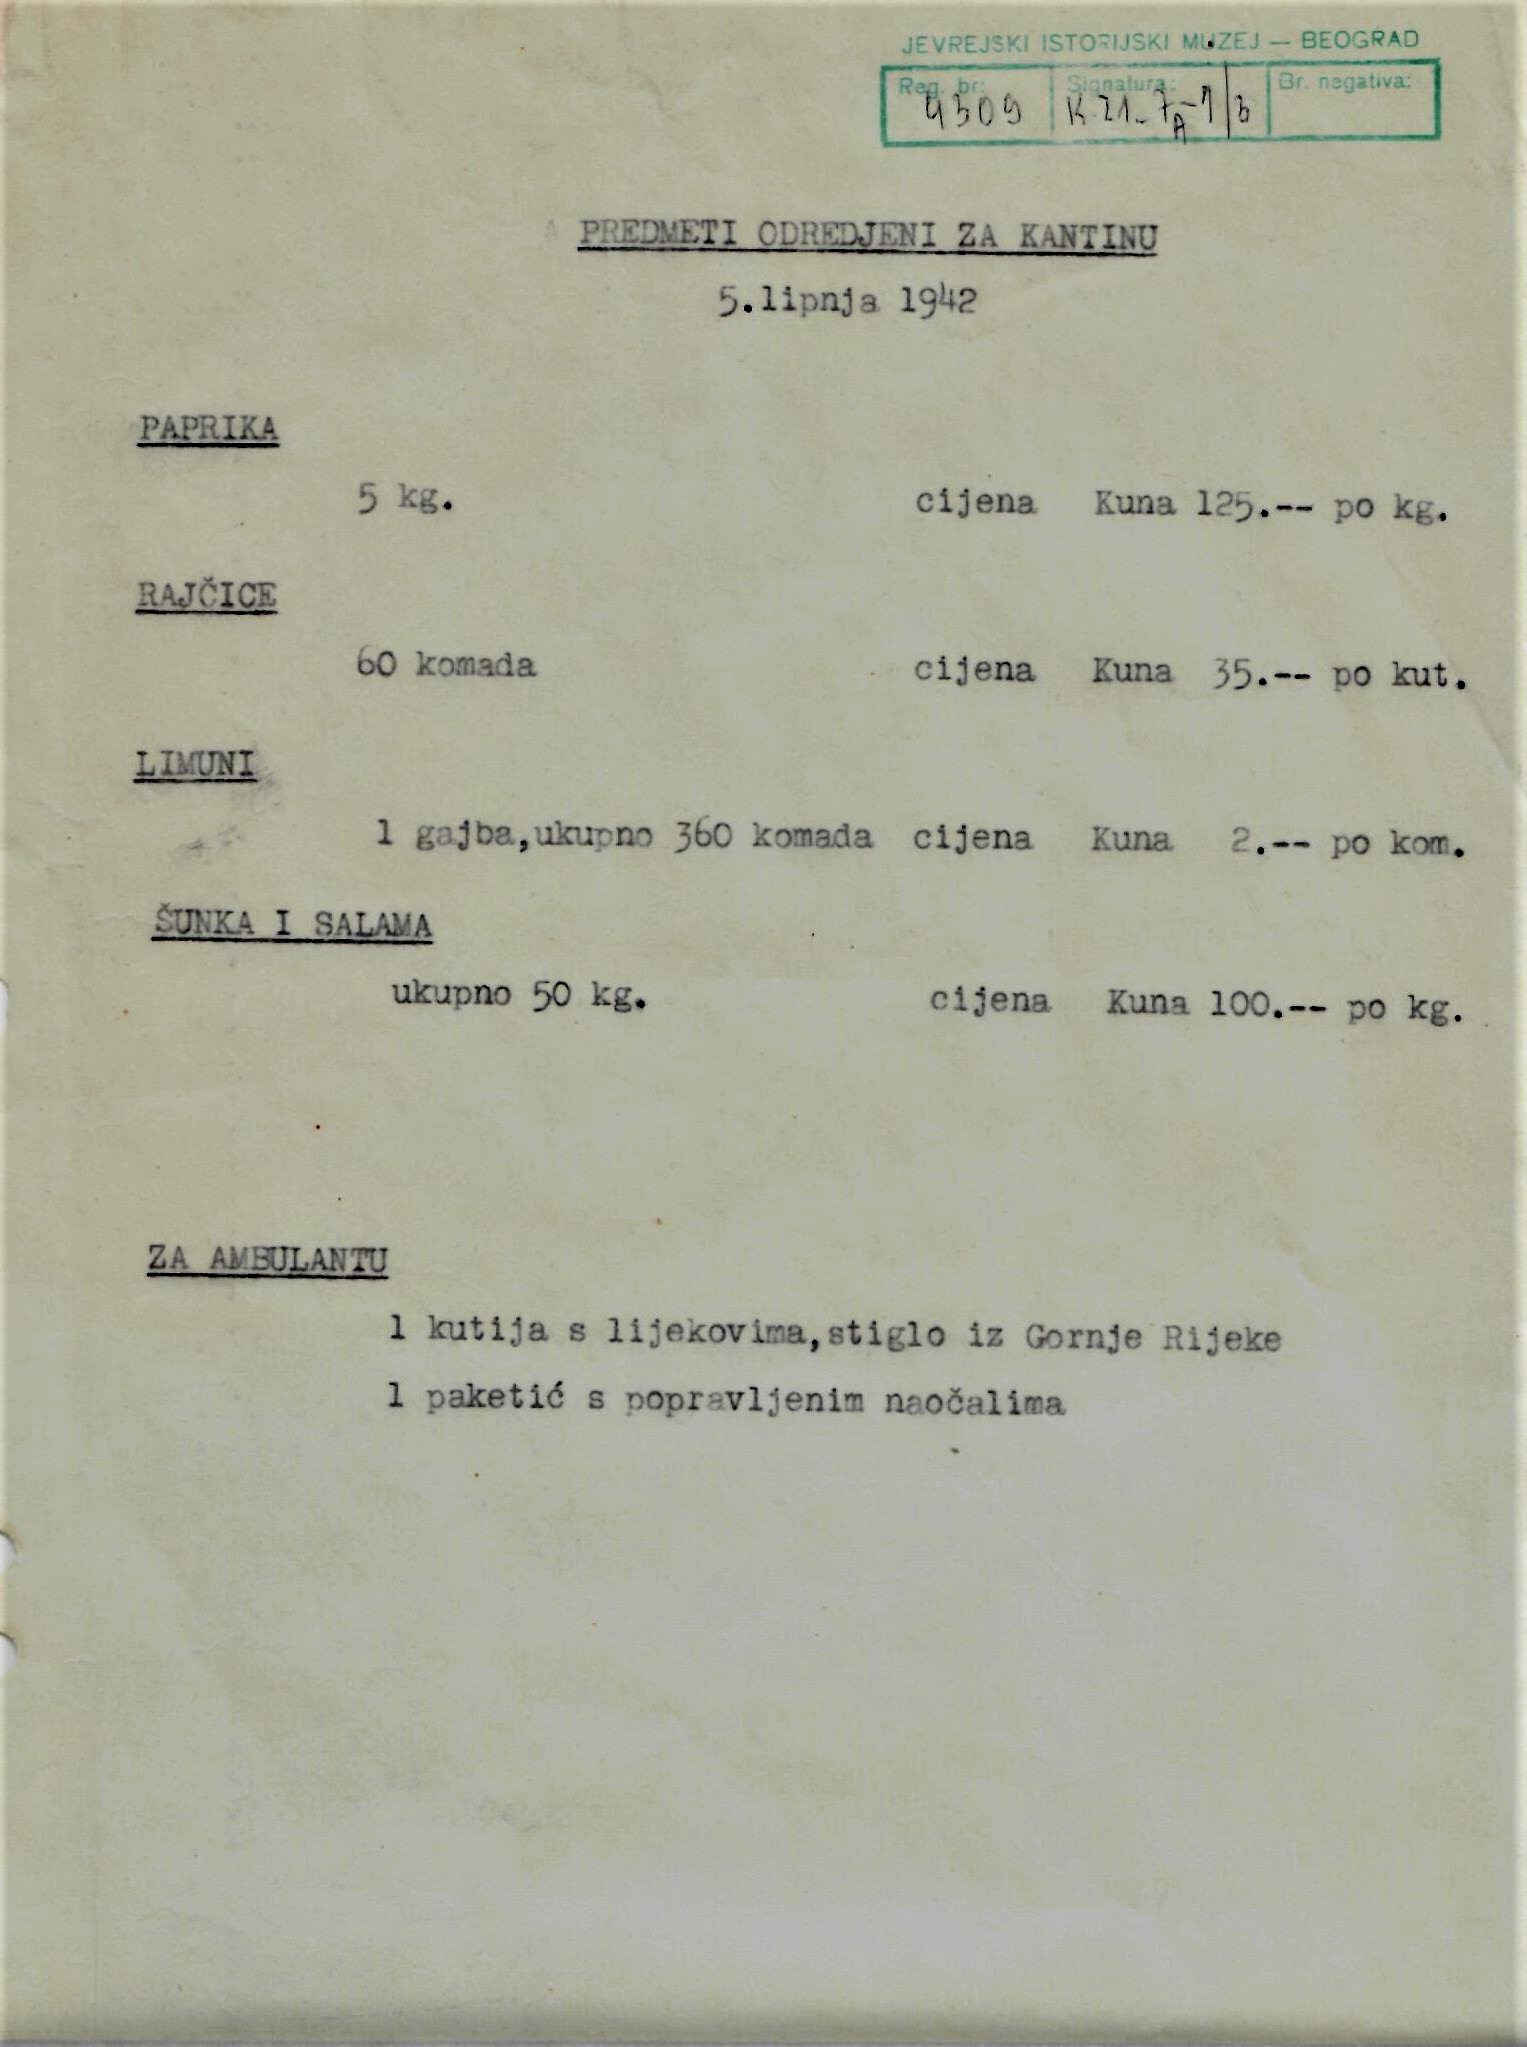 JEVREJSKI ISTORIJSKI MUZEJ — BEOGRAD
Reg. br: Signatura: Br. negativa:
4309 K.21-7A-1/3
PREDMETI ODREDJENI ZA KANTINU
5.lipnja 1942
PAPRIKA
5 kg. cijena Kuna 125.-- po kg.
RAJČICE
60 komada cijena Kuna 35.-- po kut.
LIMUNI
1 gajba,ukupno 360 komada cijena Kuna 2.-- po kom.
ŠUNKA I SALAMA
ukupno 50 kg. cijena Kuna 100.-- po kg.
ZA AMBULANTU
1 kutija s lijekovima,stiglo iz Gornje Rijeke
1 paketić s popravljenim naočalima